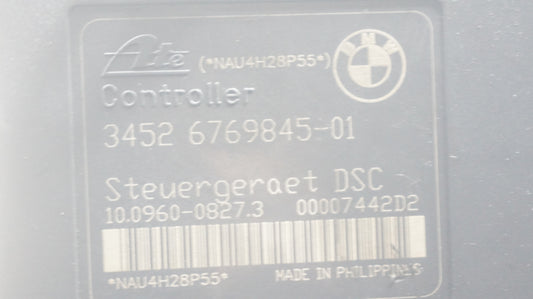 Ate (*NAU4H28P55*) BMW
Controller
3452 6769845-01
Steuergeraet DSC
10.0960-0827.3 00007442D2
*NAU4H28P55* MADE IN PHILIPPINES